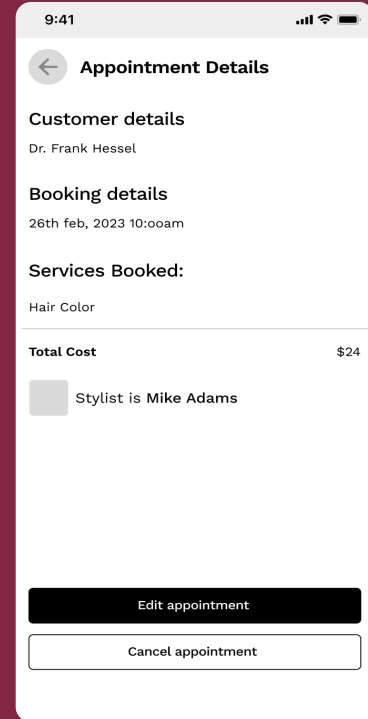 9:41
Appointment Details
Customer details
Dr. Frank Hessel
Booking details
26th feb, 2023 10:ooam
Services Booked:
Hair Color
Total Cost $24
Stylist is Mike Adams
Edit appointment
Cancel appointment